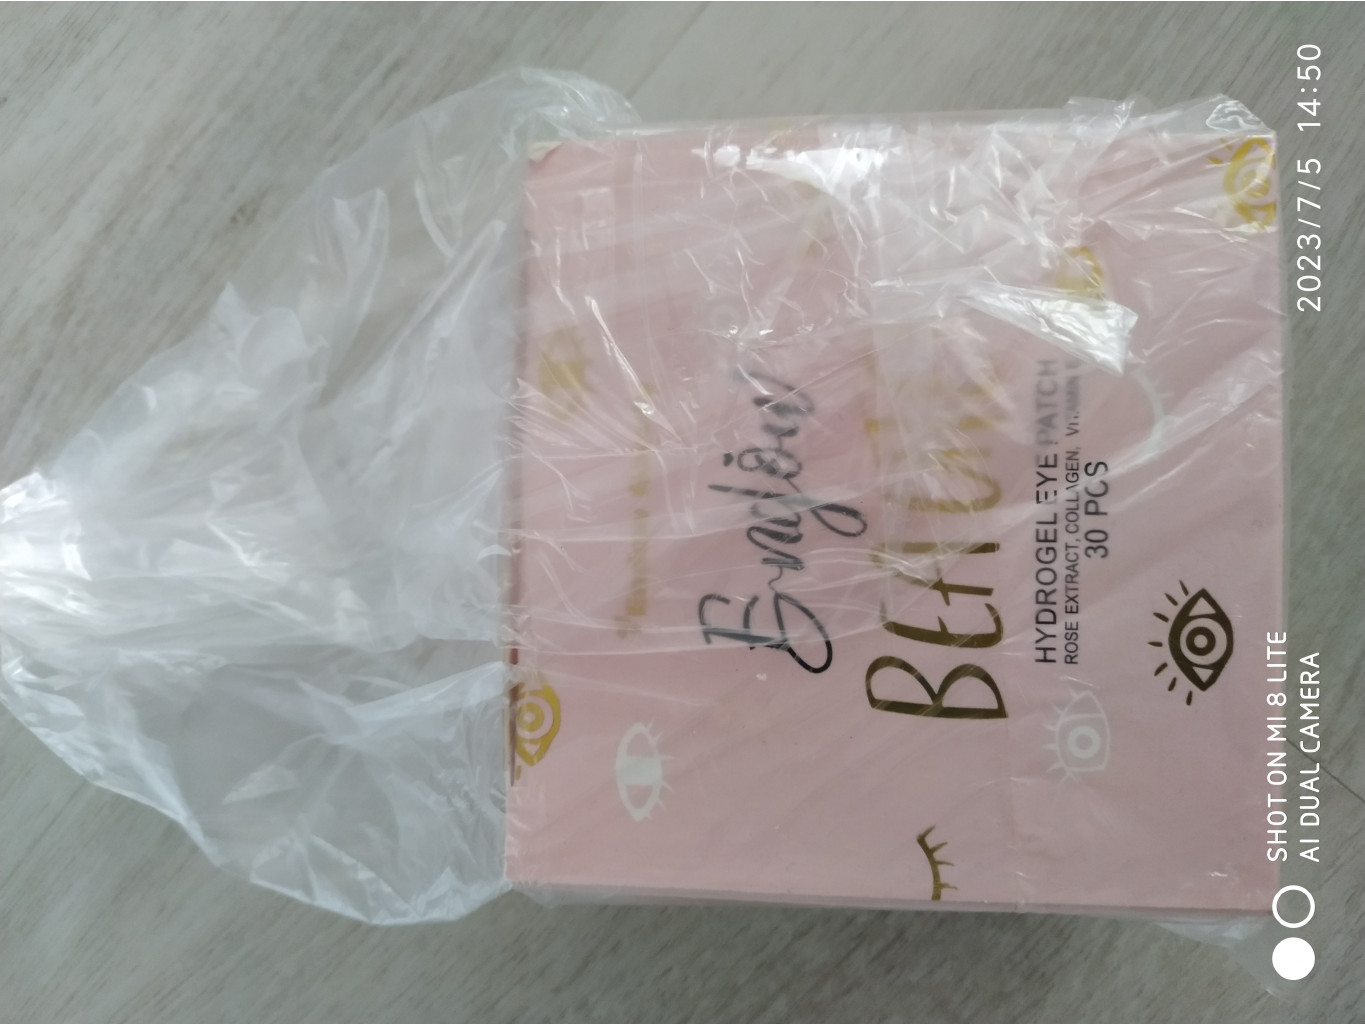 Enjoy
BEAUTY
HYDROGEL EYE PATCH
ROSE EXTRACT, COLLAGEN, VITAMIN
30 PCS
SHOT ON MI 8 LITE
AI DUAL CAMERA
2023/7/5 14:50